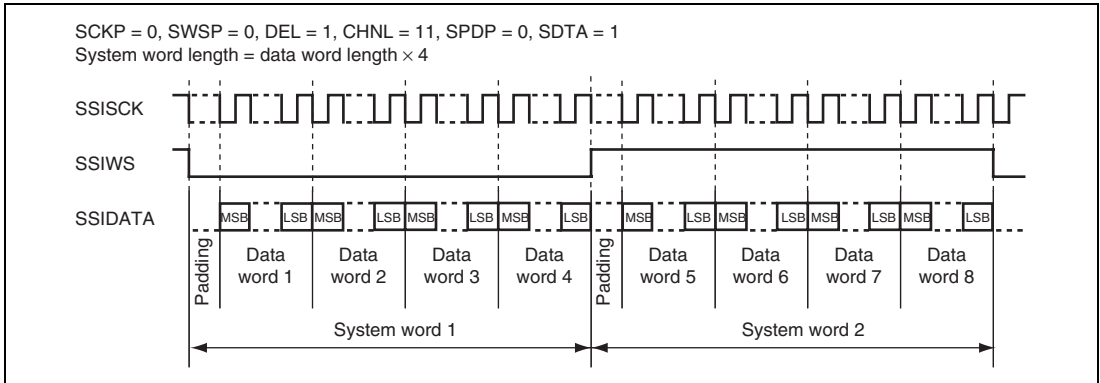 SCKP = 0, SWSP = 0, DEL = 1, CHNL = 11, SPDP = 0, SDTA = 1
System word length = data word length × 4
SSISCK
SSIWS
SSIDATA
MSB LSB MSB LSB MSB LSB MSB LSB MSB LSB MSB LSB MSB LSB MSB LSB
Padding
Data word 1
Data word 2
Data word 3
Data word 4
Padding
Data word 5
Data word 6
Data word 7
Data word 8
System word 1
System word 2